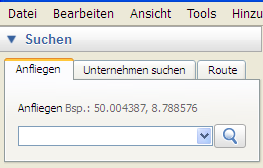 Datei Bearbeiten Ansicht Tools Hinzu
Suchen
Anfliegen Unternehmen suchen Route
Anfliegen Bsp.: 50.004387, 8.788576